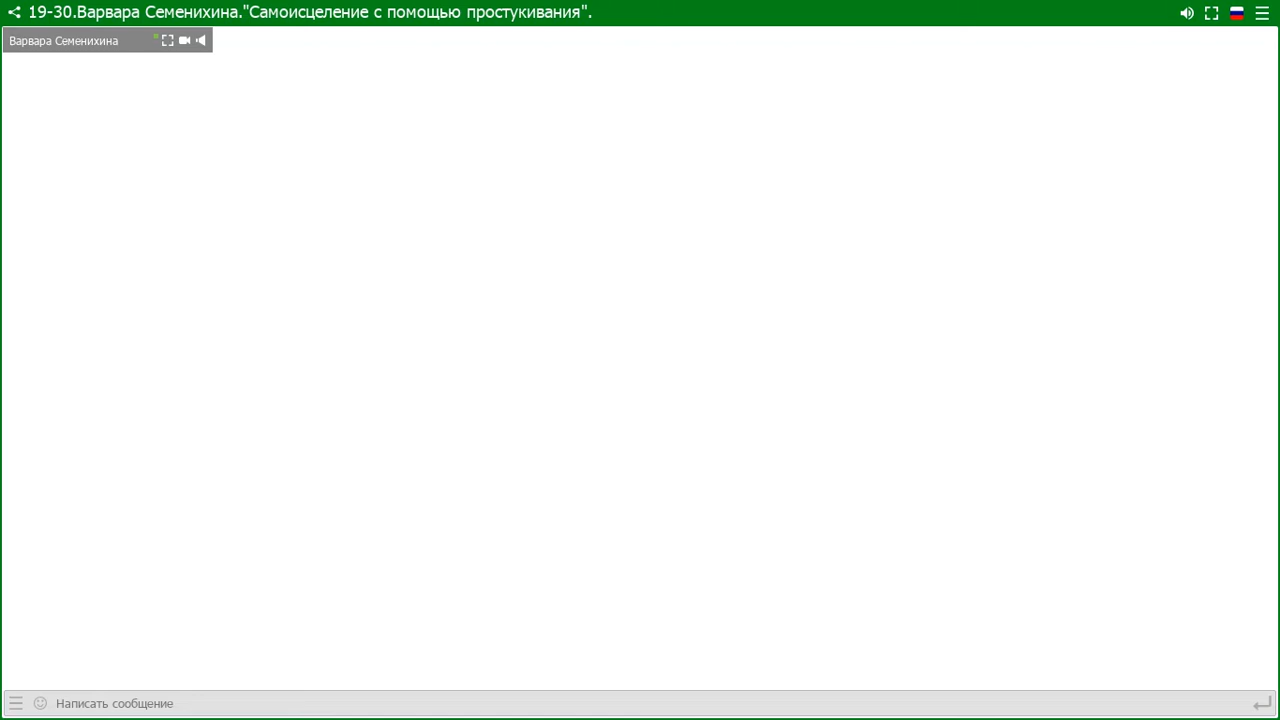 19-30.Варвара Семенихина."Самоисцеление с помощью простукивания".
Варвара Семенихина
Написать сообщение